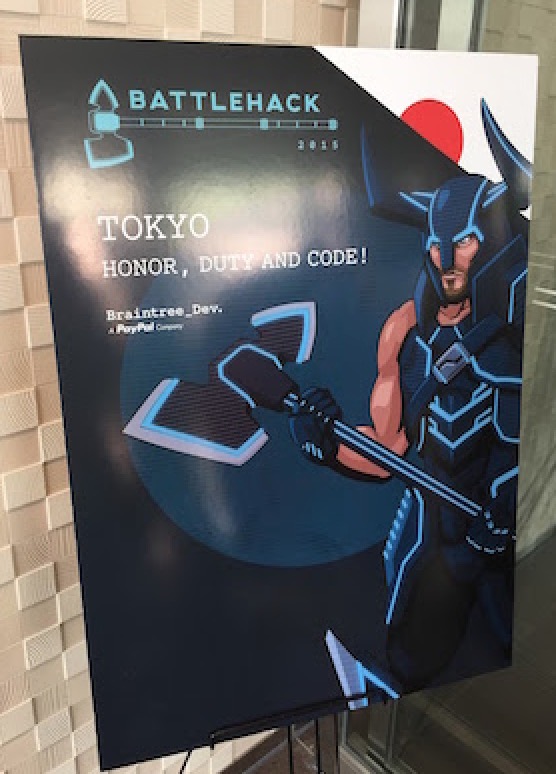 BATTLEHACK
2015
TOKYO
HONOR, DUTY AND CODE!
Braintree_Dev.
A PayPal Company